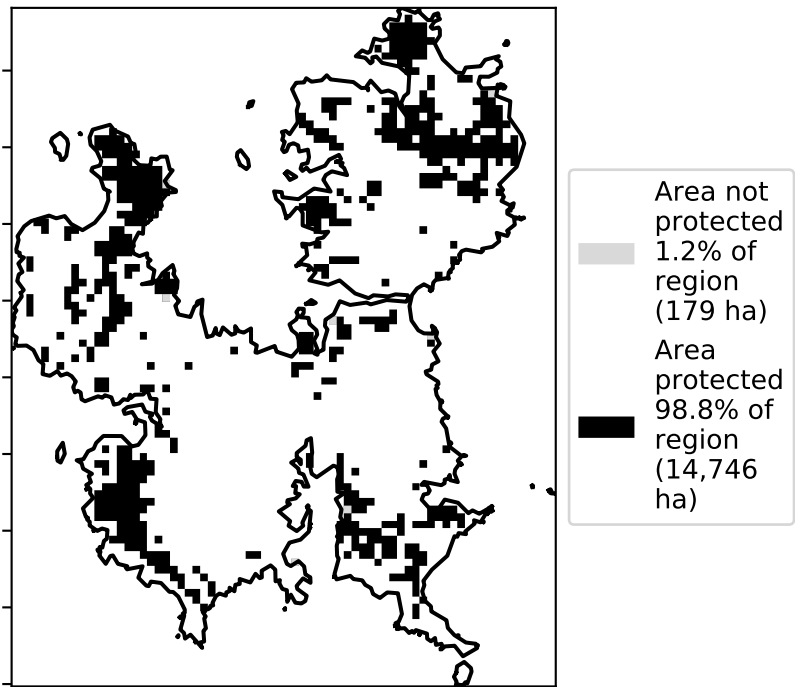 Area not
protected
1.2% of
region
(179 ha)
Area
protected
98.8% of
region
(14,746
ha)